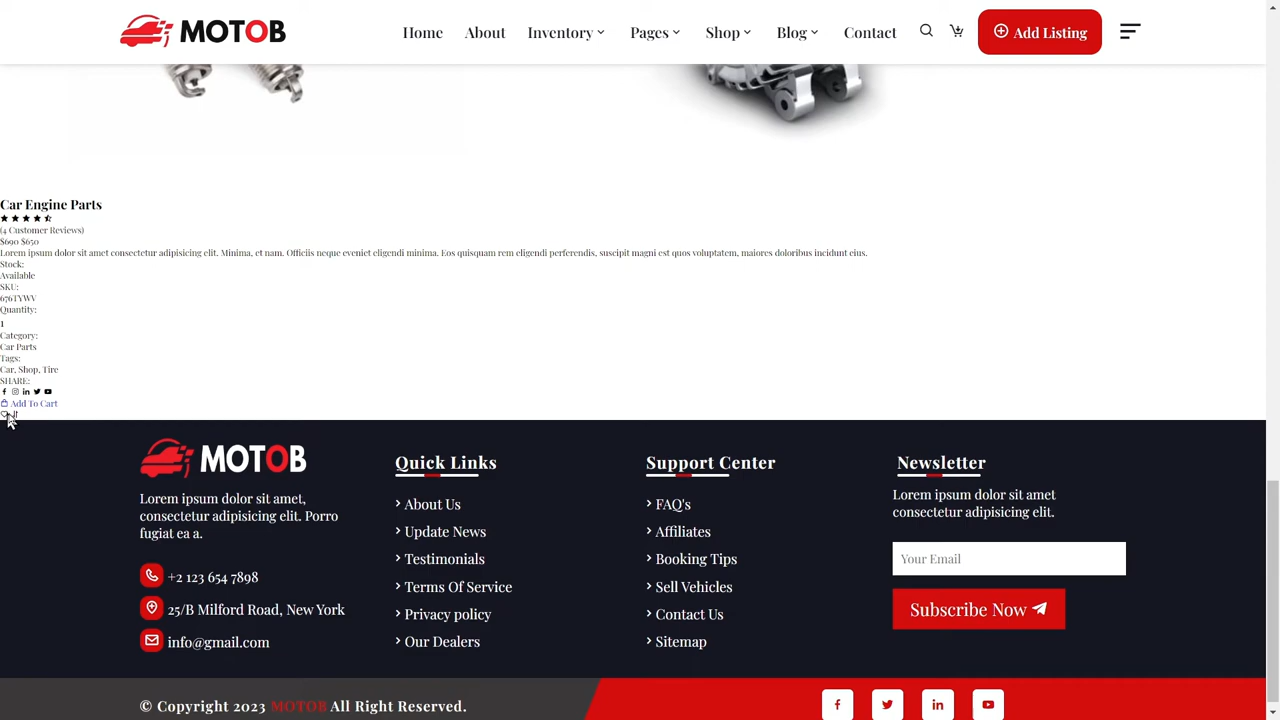 MOTOB
Home About Inventory Pages Shop Blog Contact Add Listing
Car Engine Parts
(4 Customer Reviews)
$690 $650
Lorem ipsum dolor sit amet consectetur adipisicing elit. Minima, et nam. Officiis neque eveniet eligendi minima. Eos quisquam rem eligendi perferendis, suscipit magni est quos voluptatem, maiores doloribus incidunt eius.
Stock:
Available
SKU:
676TYWV
Quantity:
1
Category:
Car Parts
Tags:
Car, Shop, Tire
SHARE:
Add To Cart
MOTOB
Lorem ipsum dolor sit amet,
consectetur adipisicing elit. Porro
fugiat ea a.
+2 123 654 7898
25/B Milford Road, New York
info@gmail.com
Quick Links
About Us
Update News
Testimonials
Terms Of Service
Privacy policy
Our Dealers
Support Center
FAQ's
Affiliates
Booking Tips
Sell Vehicles
Contact Us
Sitemap
Newsletter
Lorem ipsum dolor sit amet
consectetur adipisicing elit.
Your Email
Subscribe Now
© Copyright 2023 MOTOB All Right Reserved.